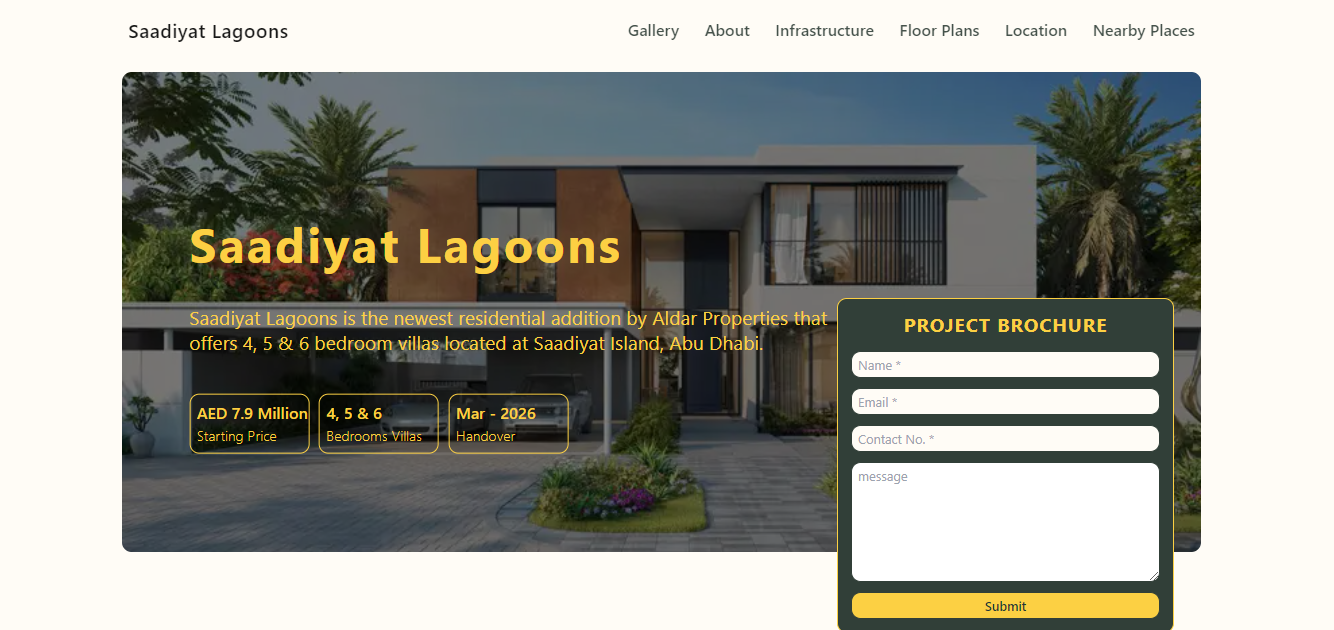 Saadiyat Lagoons
Gallery About Infrastructure Floor Plans Location Nearby Places
Saadiyat Lagoons
Saadiyat Lagoons is the newest residential addition by Aldar Properties that
offers 4, 5 & 6 bedroom villas located at Saadiyat Island, Abu Dhabi.
AED 7.9 Million
Starting Price
4, 5 & 6
Bedrooms Villas
Mar - 2026
Handover
PROJECT BROCHURE
Name *
Email *
Contact No. *
message
Submit